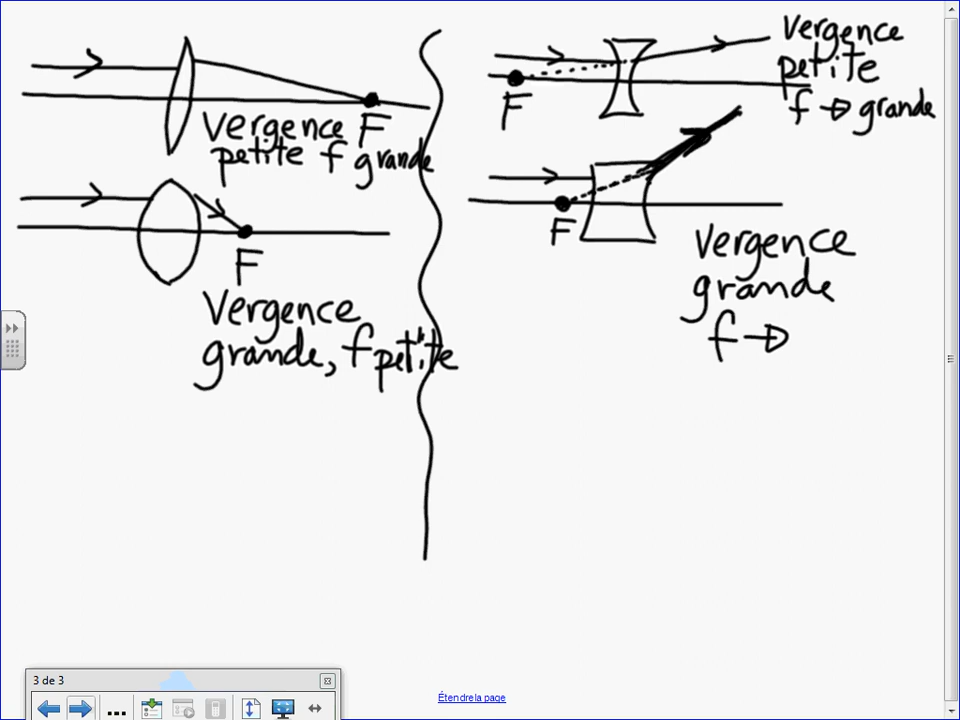 Vergence
petite f grande
F
F
Vergence
grande, f petite
Vergence
petite
f → grande
F
F
Vergence
grande
f →
3 de 3
...
Étendre la page